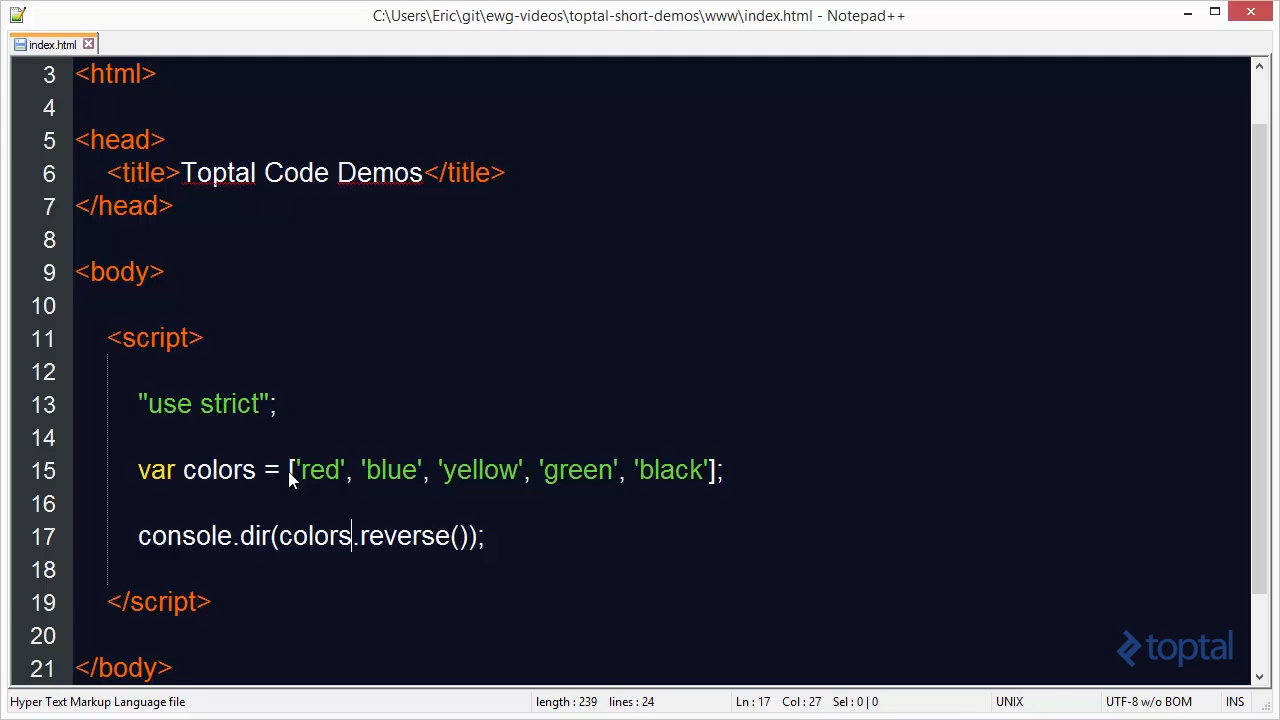 C:\Users\Eric\git\ewg-videos\toptal-short-demos\www\index.html - Notepad++
index.html
3 <html>
4
5 <head>
6 <title>Toptal Code Demos</title>
7 </head>
8
9 <body>
10
11 <script>
12
13 "use strict";
14
15 var colors = ['red', 'blue', 'yellow', 'green', 'black'];
16
17 console.dir(colors.reverse());
18
19 </script>
20
21 </body>
toptal
Hyper Text Markup Language file length : 239 lines : 24 Ln : 17 Col : 27 Sel : 0 | 0 UNIX UTF-8 w/o BOM INS